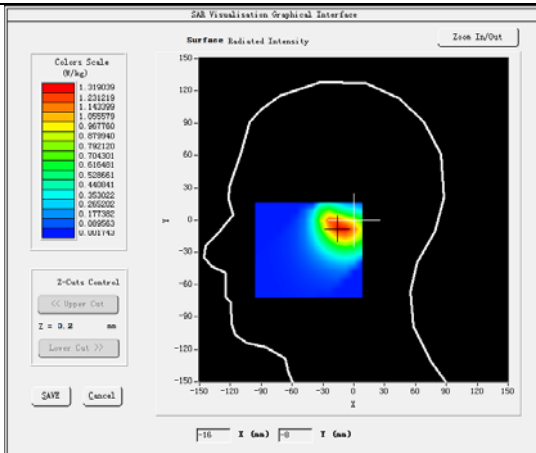 SAR Visualisation Graphical Interface
Surface Radiated Intensity
Zoom In/Out
Colors Scale
(W/kg)
1.319039
1.231219
1.143399
1.055579
0.967760
0.879940
0.792120
0.704301
0.616481
0.528661
0.440841
0.353022
0.265202
0.177382
0.089563
0.001743
Z-Cuts Control
<< Upper Cut
Z = 3.2 mm
Lower Cut >>
SAVE Cancel
150
120
90
60
30
0
-30
-60
-90
-120
-150
Y
-150 -120 -90 -60 -30 0 30 60 90 120 150
X
-16 X (mm) -8 Y (mm)